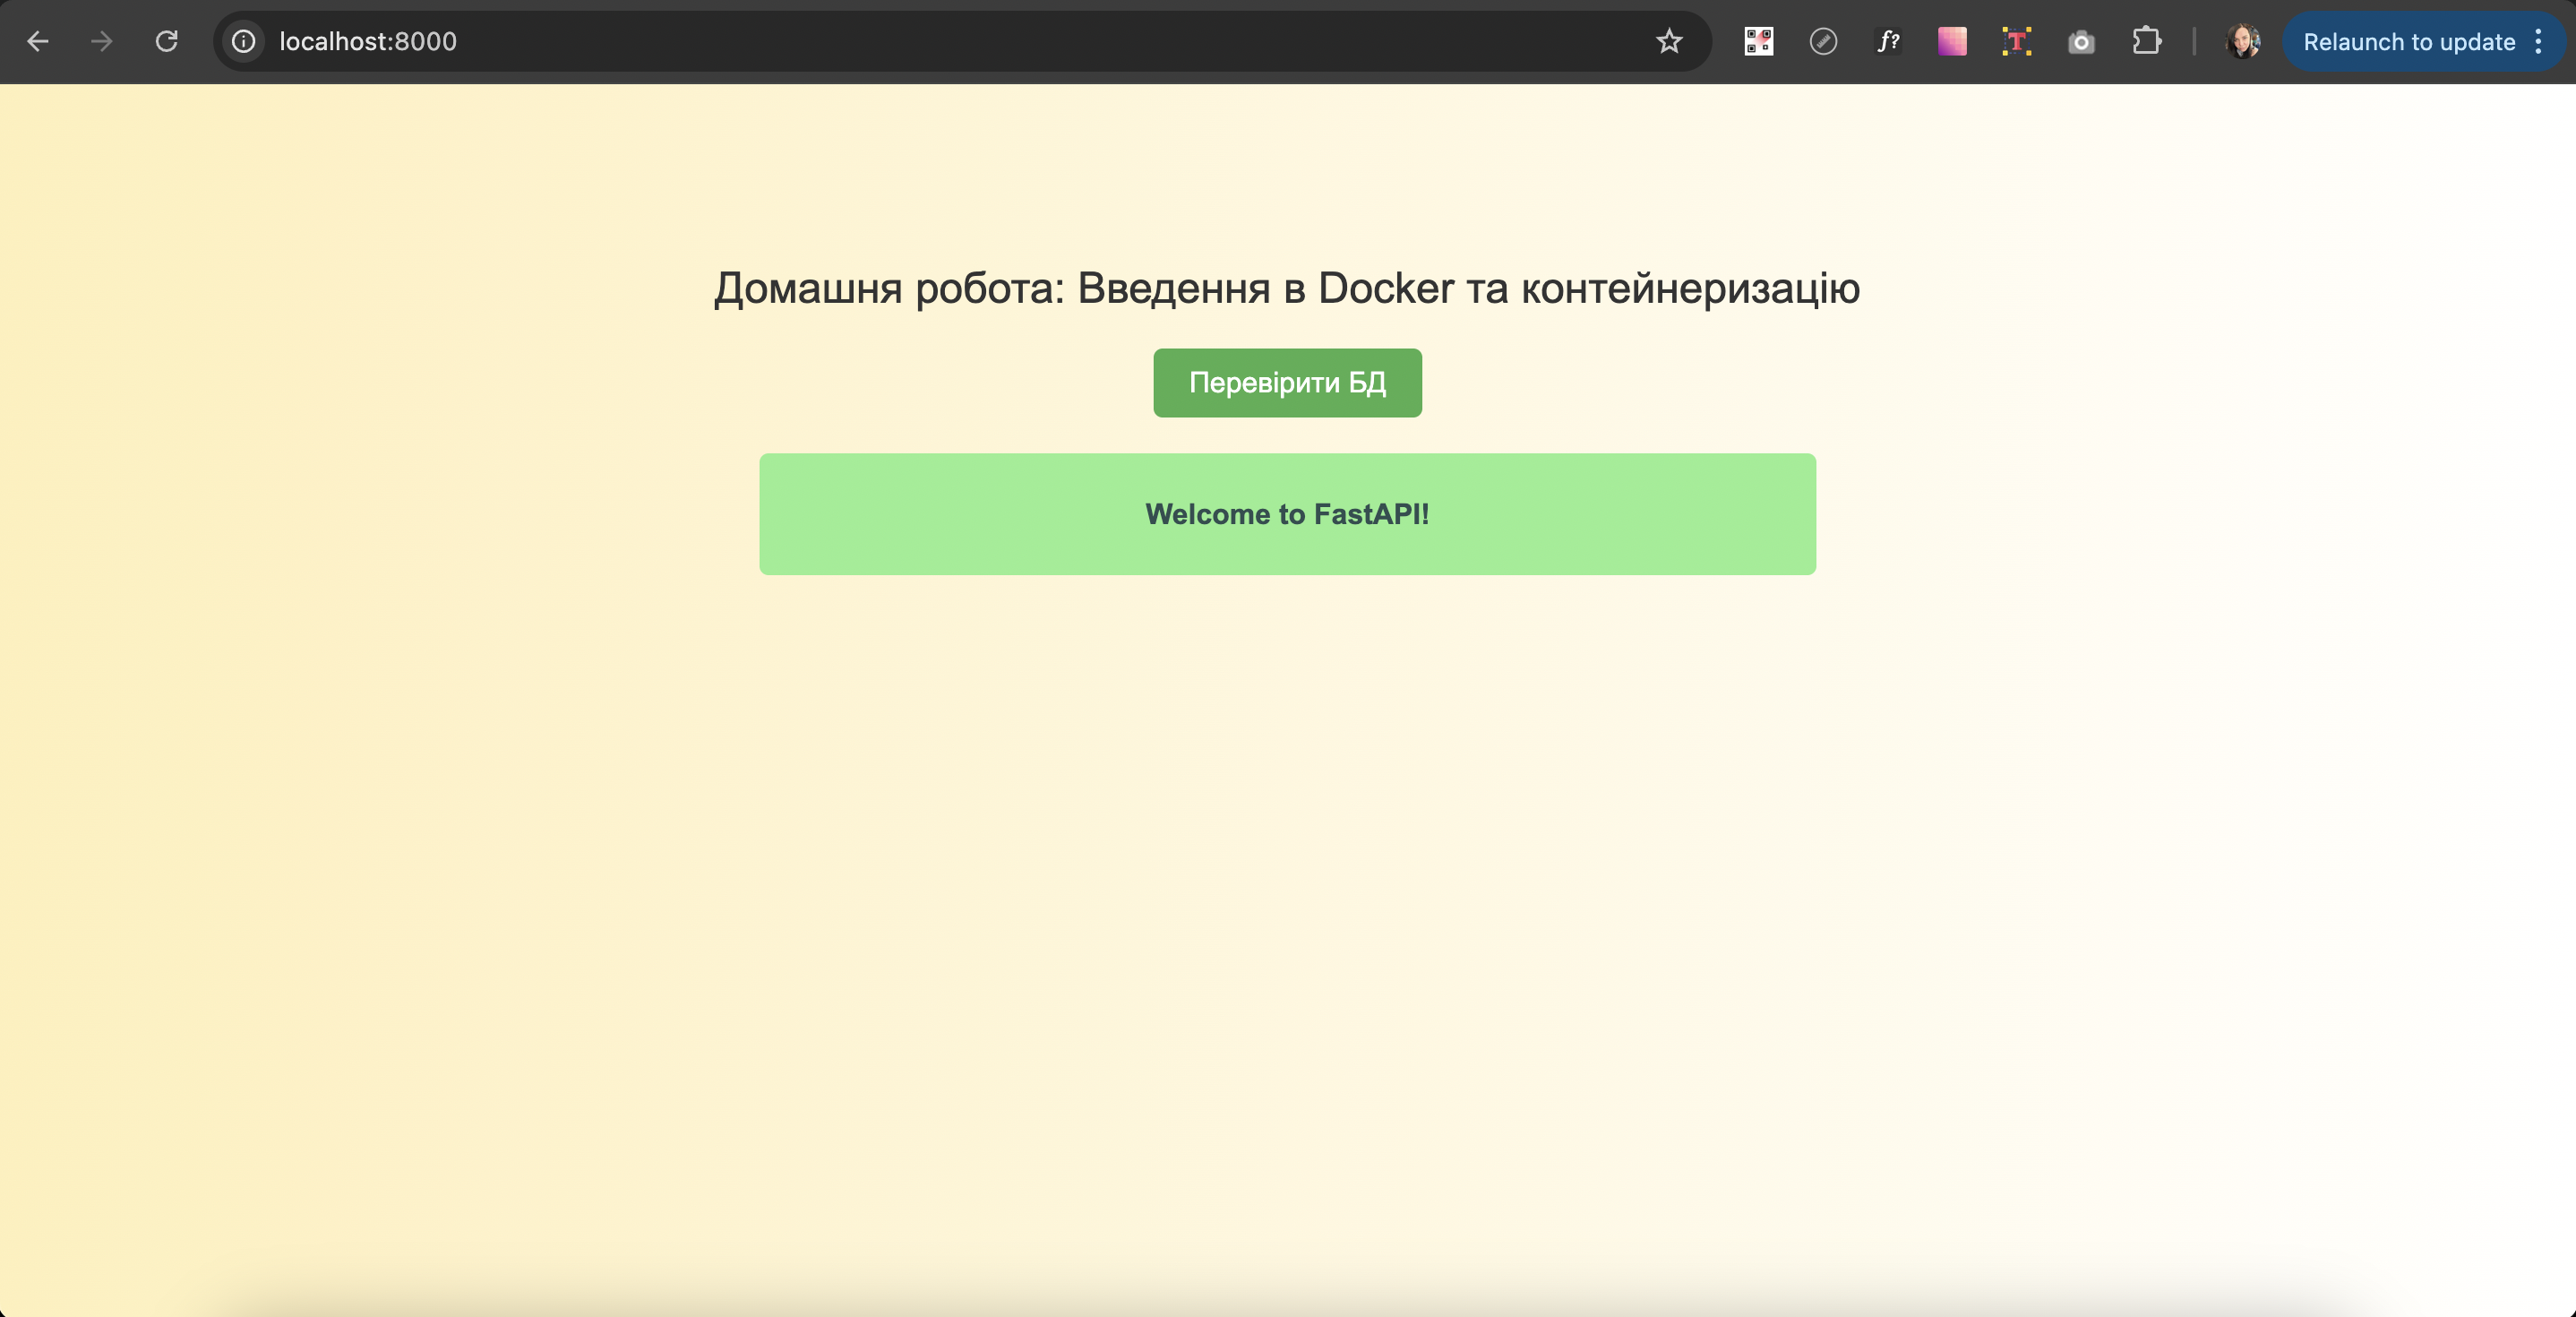 localhost:8000
f?
T
Relaunch to update
Домашня робота: Введення в Docker та контейнеризацію
Перевірити БД
Welcome to FastAPI!